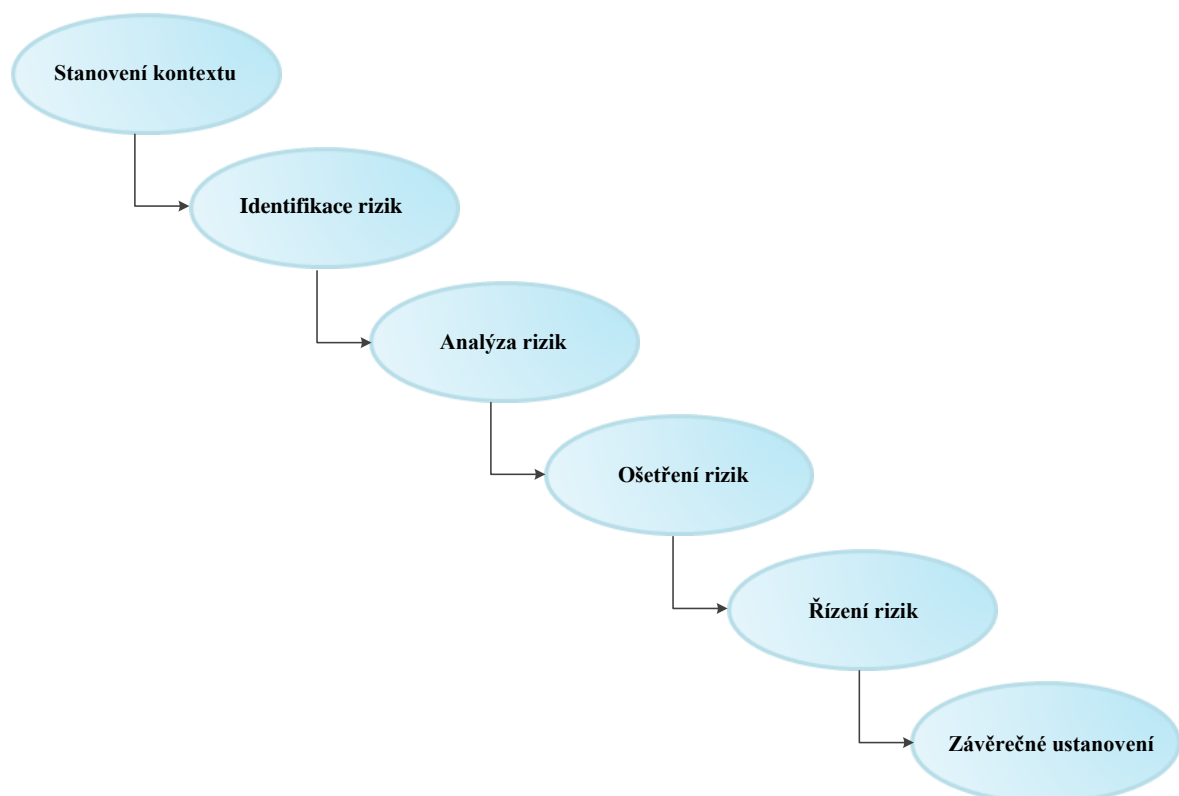 Stanovení kontextu
Identifikace rizik
Analýza rizik
Ošetření rizik
Řízení rizik
Závěrečné ustanovení